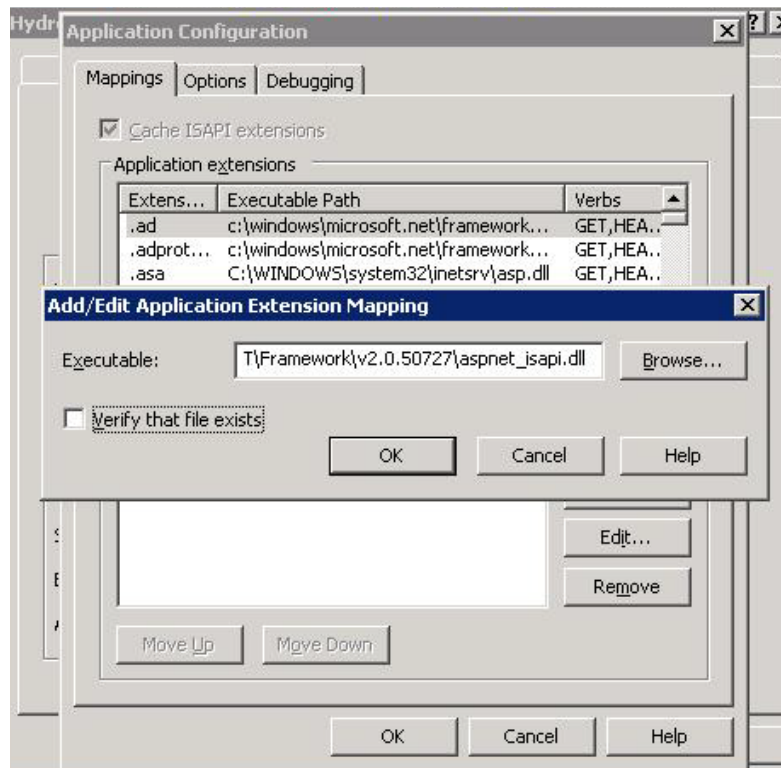 Hydr
Application Configuration
Mappings
Options
Debugging
Cache ISAPI extensions
Application extensions
Extens... Executable Path Verbs
.ad c:\windows\microsoft.net\framework... GET,HEA...
.adprot... c:\windows\microsoft.net\framework... GET,HEA...
.asa C:\WINDOWS\system32\inetsrv\asp.dll GET,HEA...
Add/Edit Application Extension Mapping
Executable: T\Framework\v2.0.50727\aspnet_isapi.dll Browse...
Verify that file exists
OK Cancel Help
Edit...
Remove
Move Up Move Down
OK Cancel Help